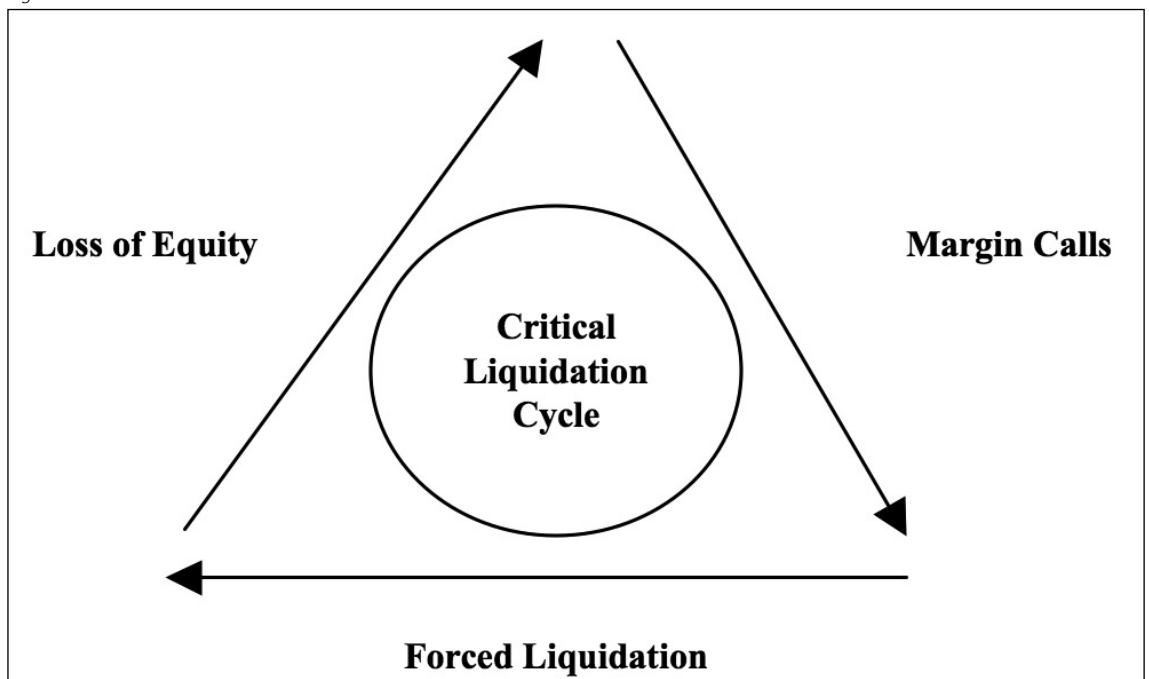 Loss of Equity
Margin Calls
Critical
Liquidation
Cycle
Forced Liquidation